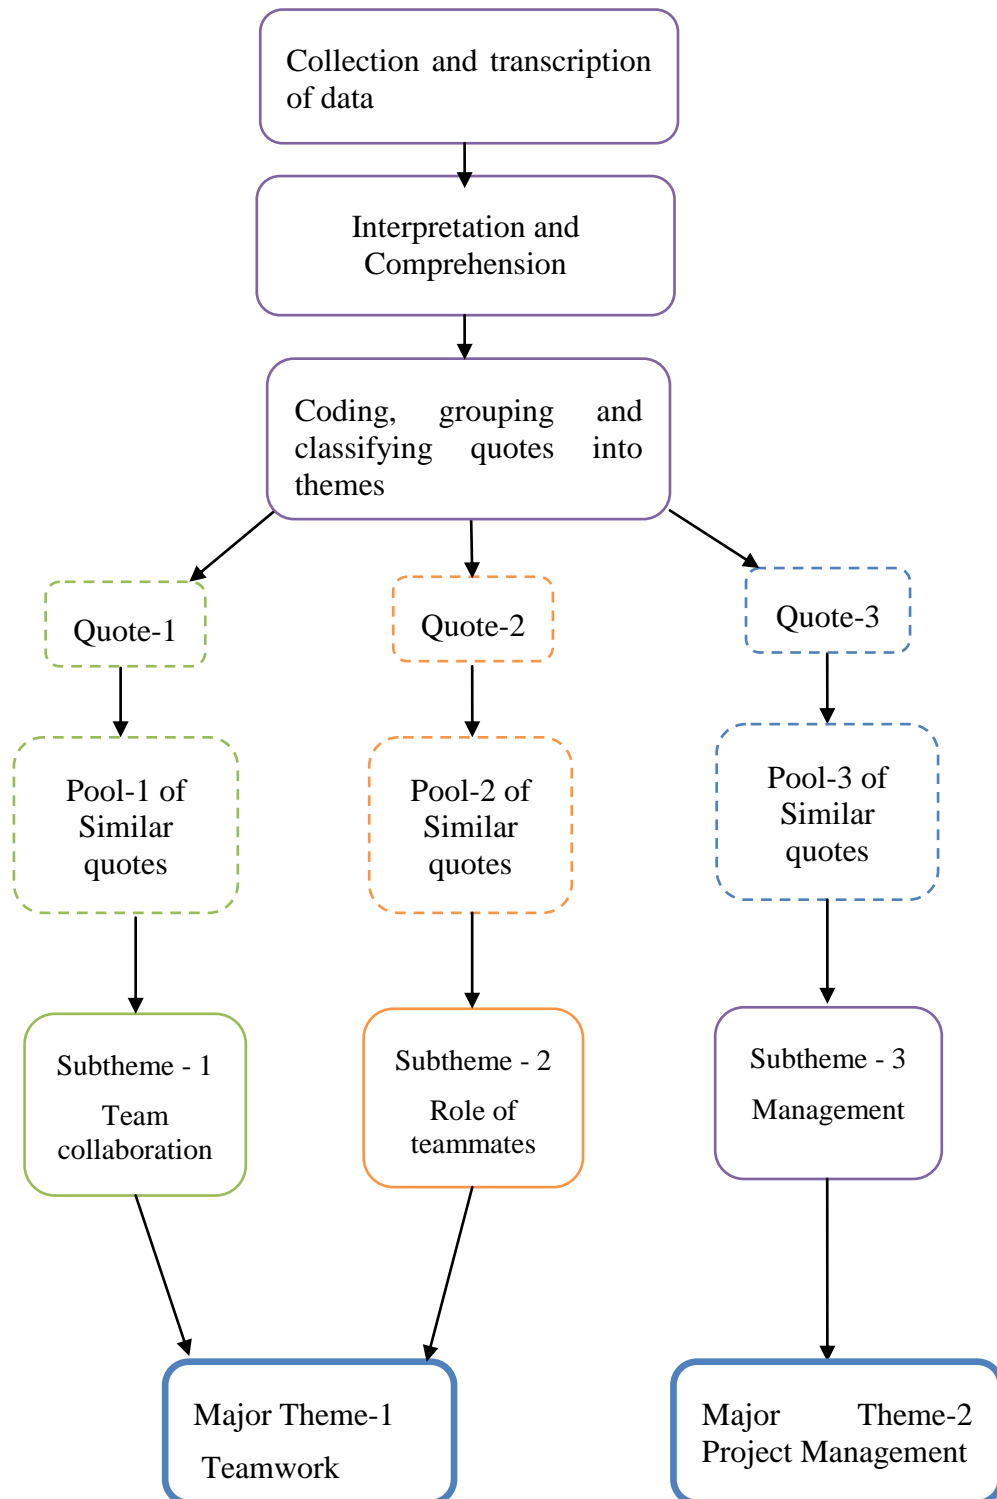 Collection and transcription
of data
Interpretation and
Comprehension
Coding, grouping and
classifying quotes into
themes
Quote-1
Quote-2
Quote-3
Pool-1 of
Similar
quotes
Pool-2 of
Similar
quotes
Pool-3 of
Similar
quotes
Subtheme - 1
Team
collaboration
Subtheme - 2
Role of
teammates
Subtheme - 3
Management
Major Theme-1
Teamwork
Major Theme-2
Project Management